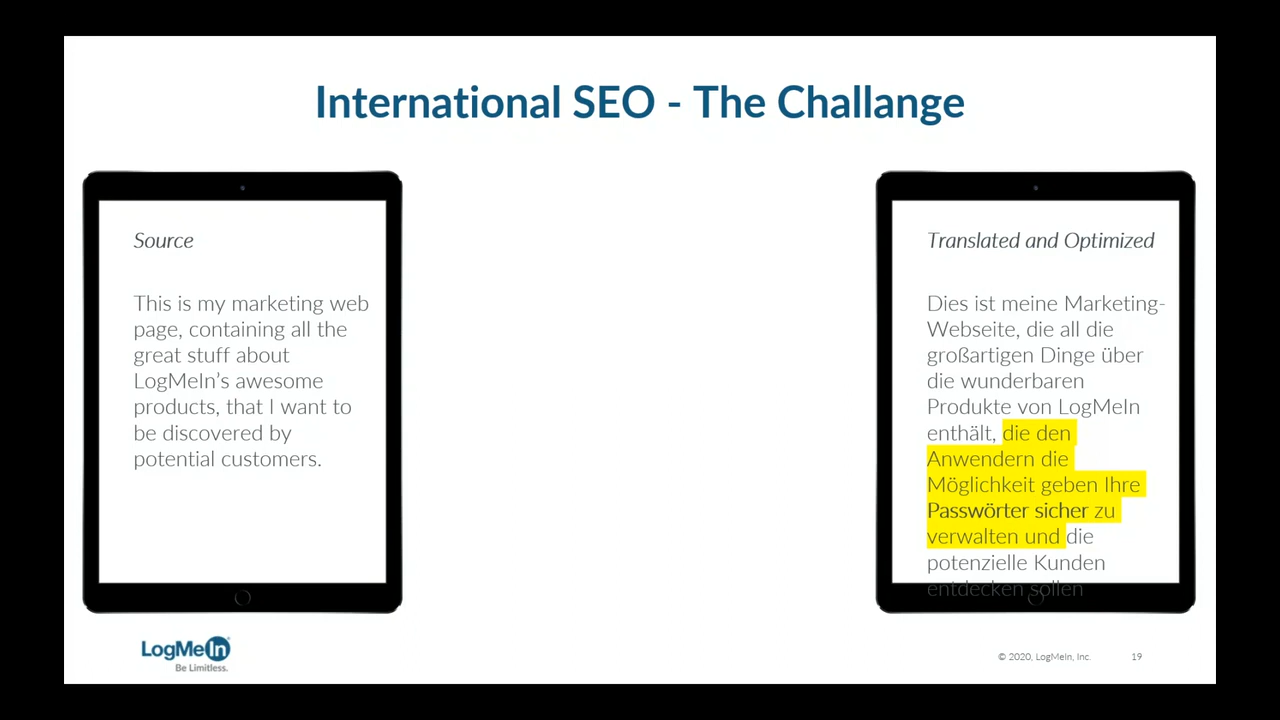 International SEO - The Challange
Source
This is my marketing web
page, containing all the
great stuff about
LogMeIn’s awesome
products, that I want to
be discovered by
potential customers.
Translated and Optimized
Dies ist meine Marketing-
Webseite, die all die
großartigen Dinge über
die wunderbaren
Produkte von LogMeIn
enthält, die den
Anwendern die
Möglichkeit geben Ihre
Passwörter sicher zu
verwalten und die
potenzielle Kunden
entdecken sollen
LogMeIn
Be Limitless.
© 2020, LogMeIn, Inc.
19